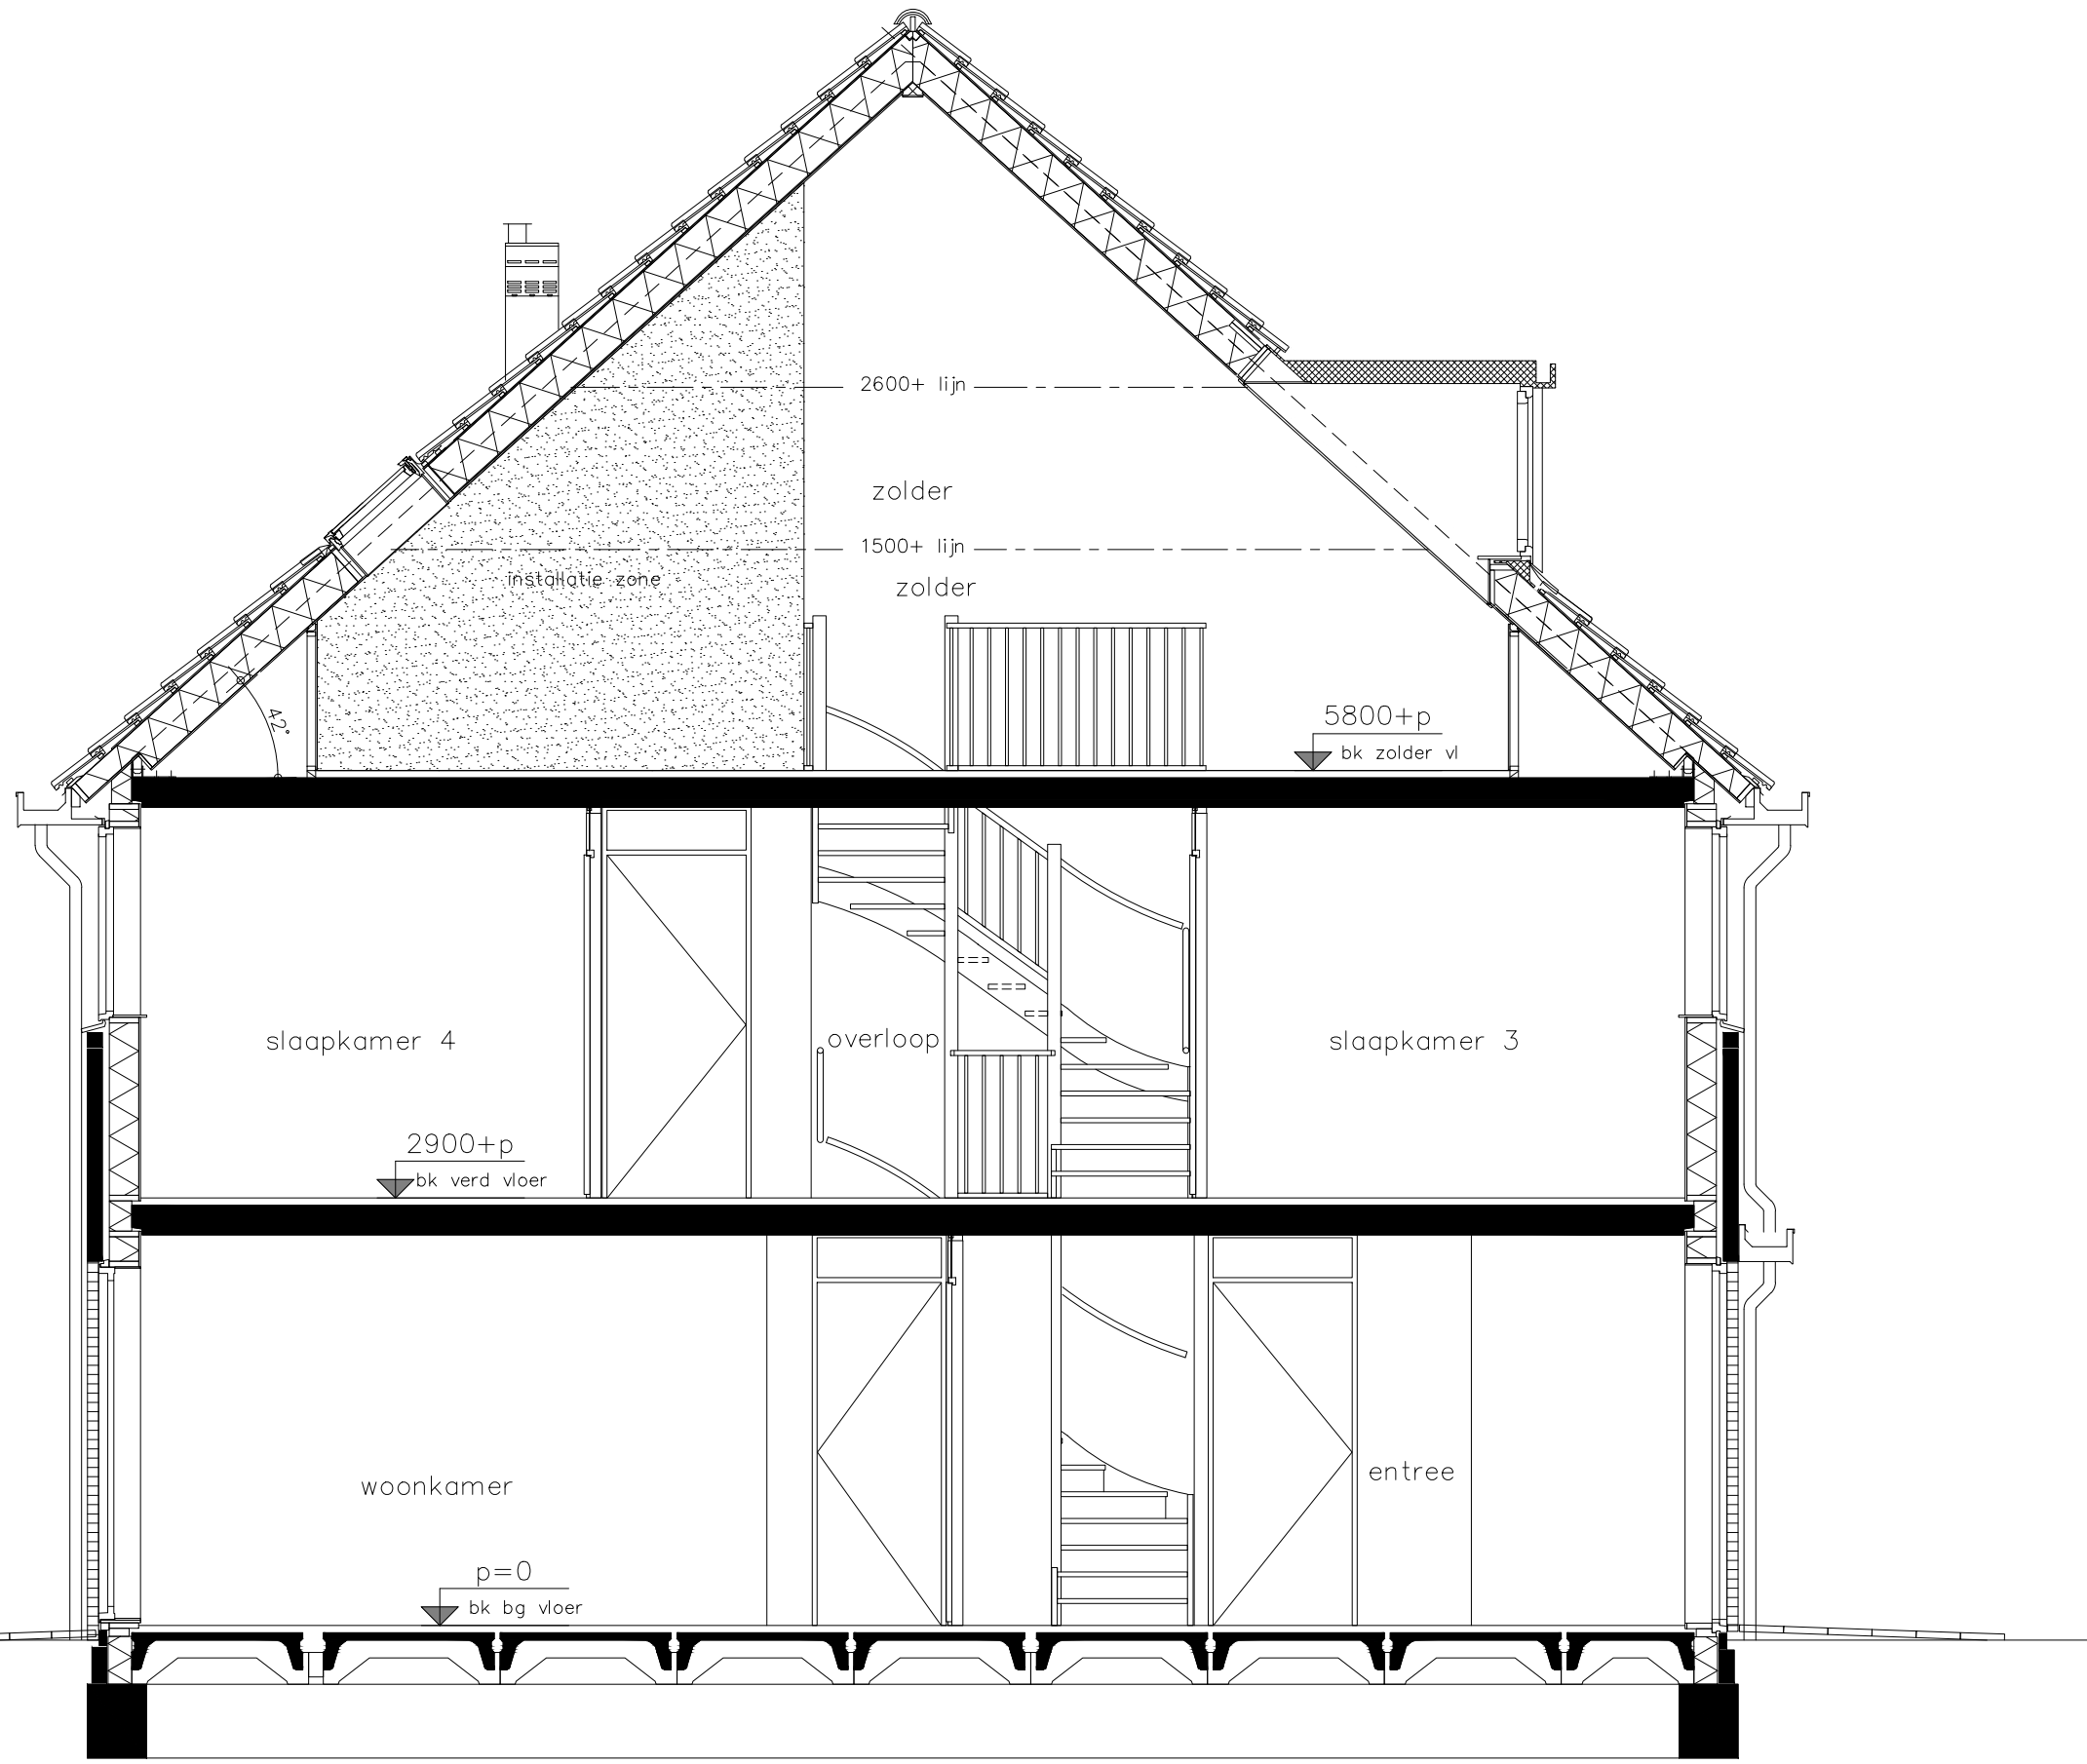 2600+ lijn
zolder
1500+ lijn
installatie zone
zolder
42°
5800+p
bk zolder vl
slaapkamer 4
overloop
slaapkamer 3
2900+p
bk verd vloer
woonkamer
entree
p=0
bk bg vloer